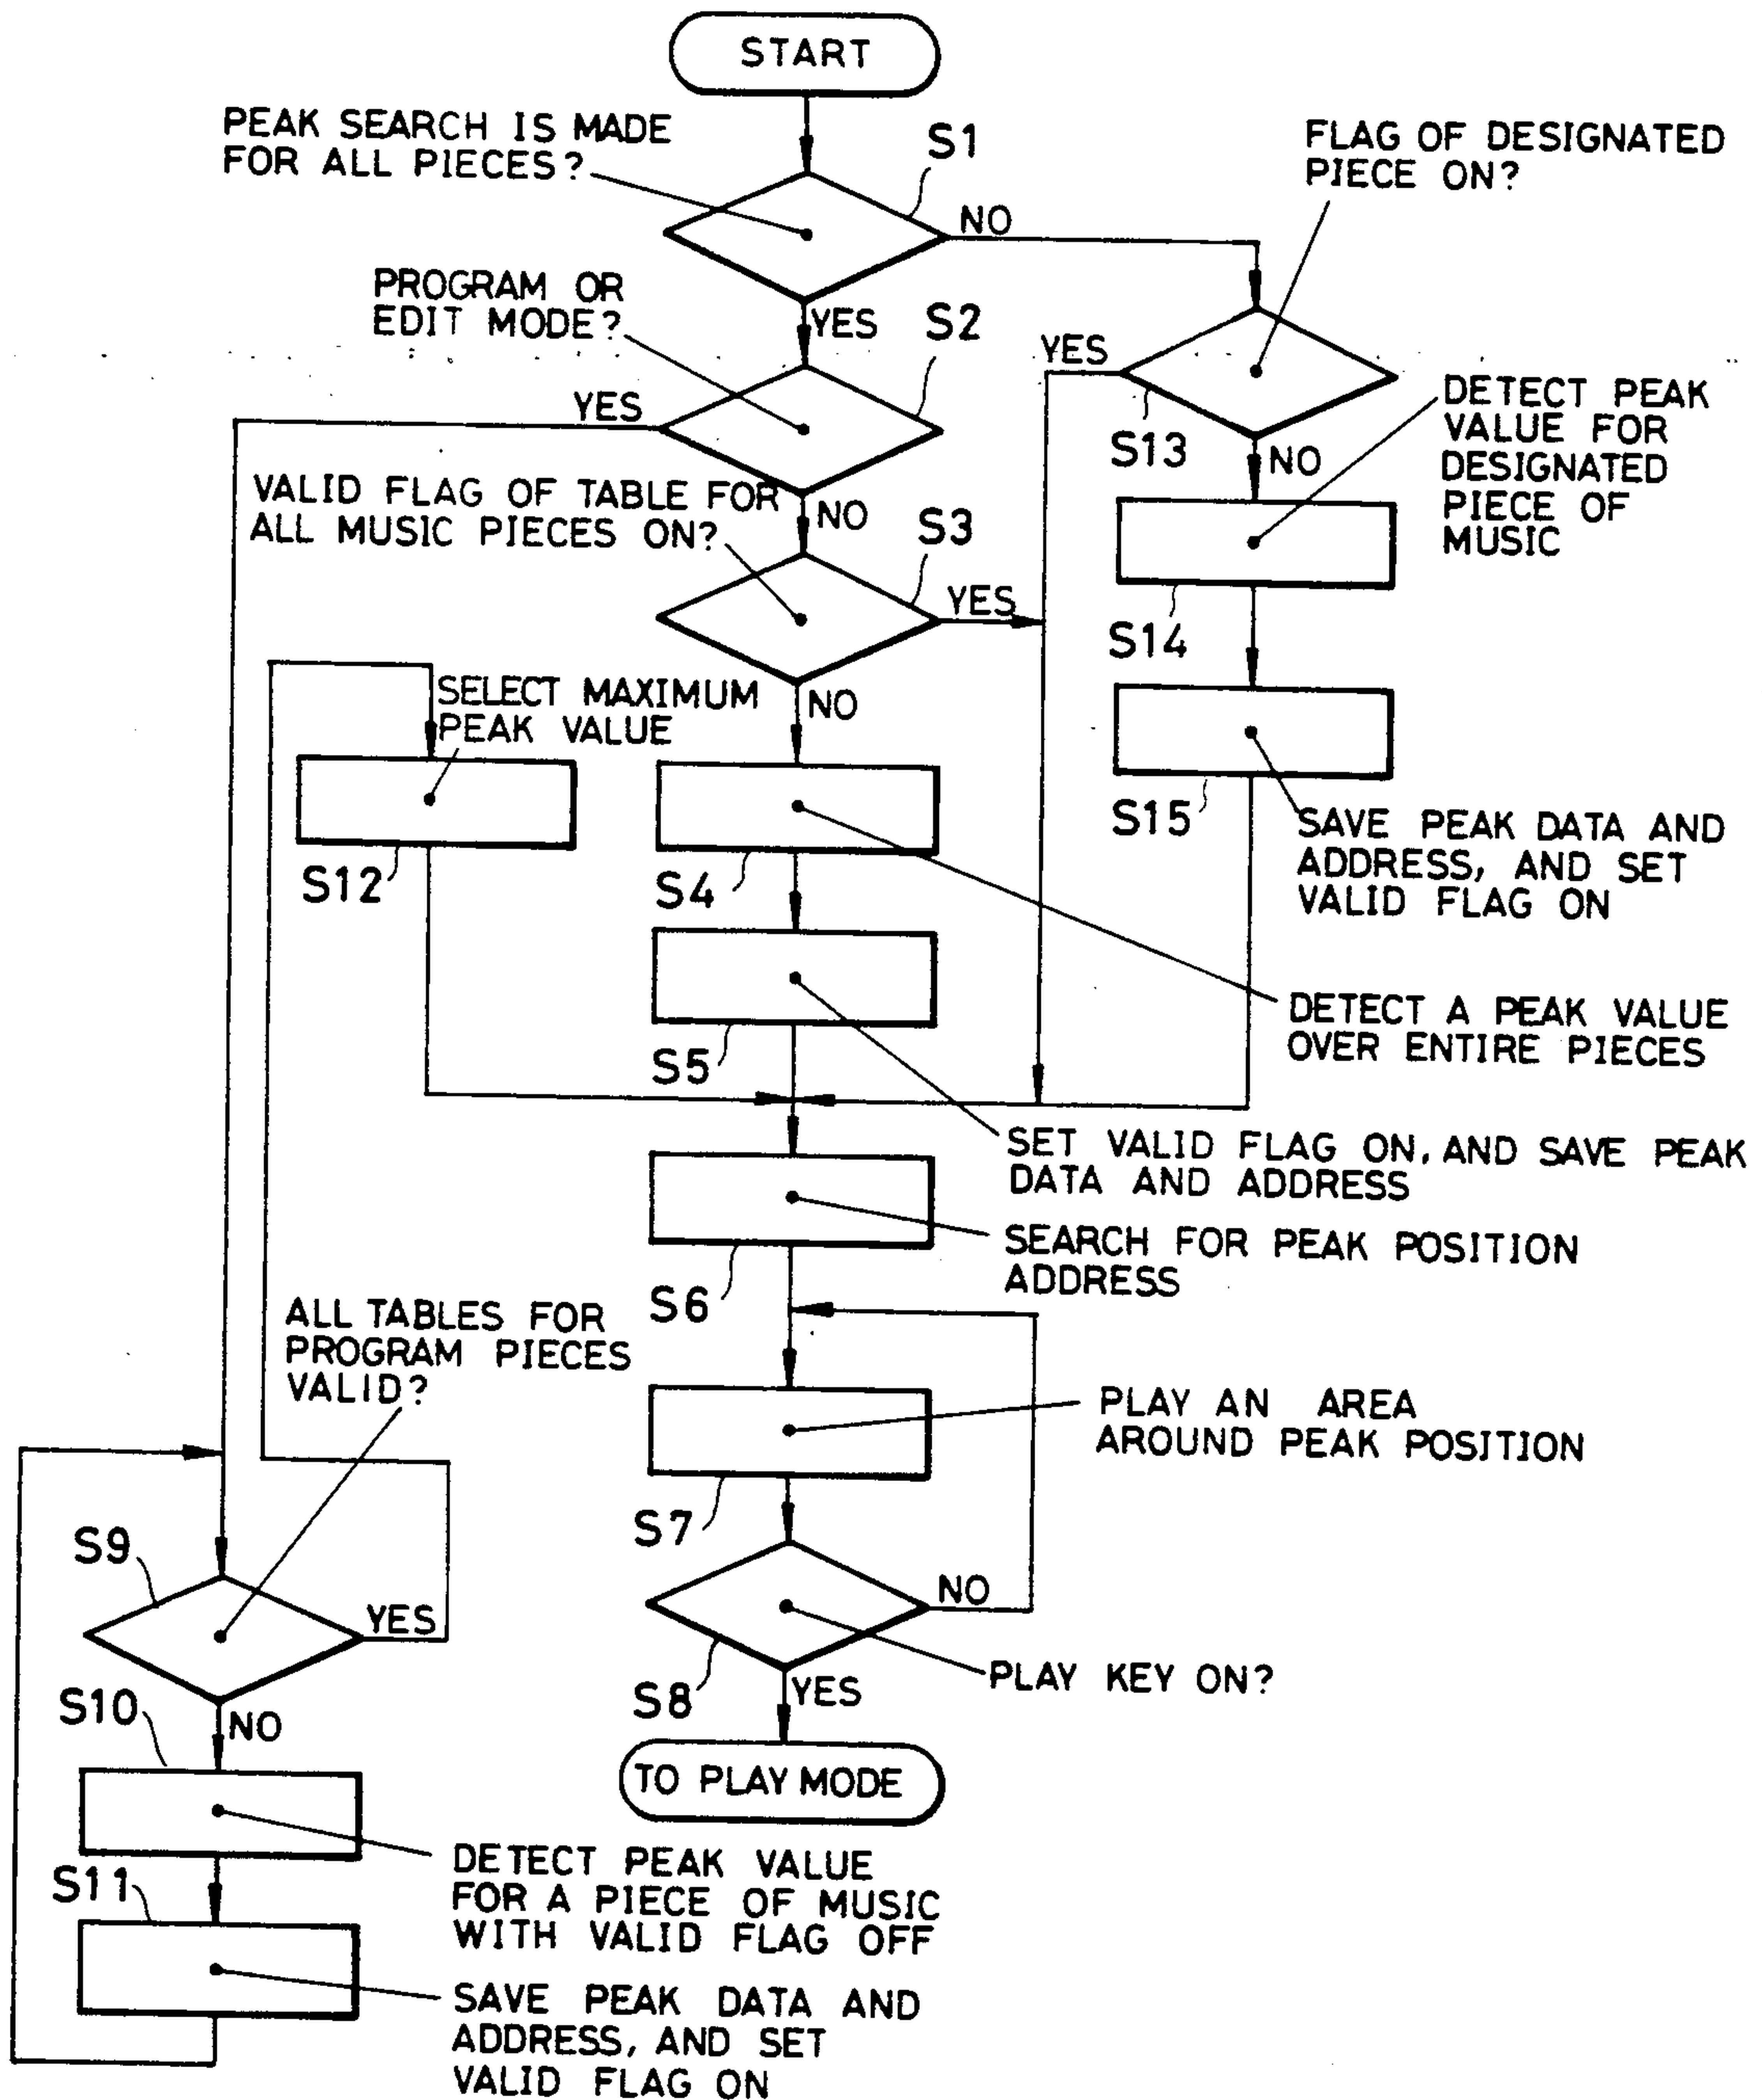 START
PEAK SEARCH IS MADE
FOR ALL PIECES?
S1
FLAG OF DESIGNATED
PIECE ON?
NO
PROGRAM OR
EDIT MODE?
YES
S2
YES
YES
S13
DETECT PEAK
VALUE FOR
DESIGNATED
PIECE OF
MUSIC
NO
VALID FLAG OF TABLE FOR
ALL MUSIC PIECES ON?
NO
S3
YES
S14
SELECT MAXIMUM
PEAK VALUE
NO
S12
S4
S15
SAVE PEAK DATA AND
ADDRESS, AND SET
VALID FLAG ON
DETECT A PEAK VALUE
OVER ENTIRE PIECES
S5
SET VALID FLAG ON, AND SAVE PEAK
DATA AND ADDRESS
SEARCH FOR PEAK POSITION
ADDRESS
S6
ALL TABLES FOR
PROGRAM PIECES
VALID?
PLAY AN AREA
AROUND PEAK POSITION
S7
S9
YES
NO
PLAY KEY ON?
S8
YES
S10
NO
TO PLAY MODE
DETECT PEAK VALUE
FOR A PIECE OF MUSIC
WITH VALID FLAG OFF
S11
SAVE PEAK DATA AND
ADDRESS, AND SET
VALID FLAG ON